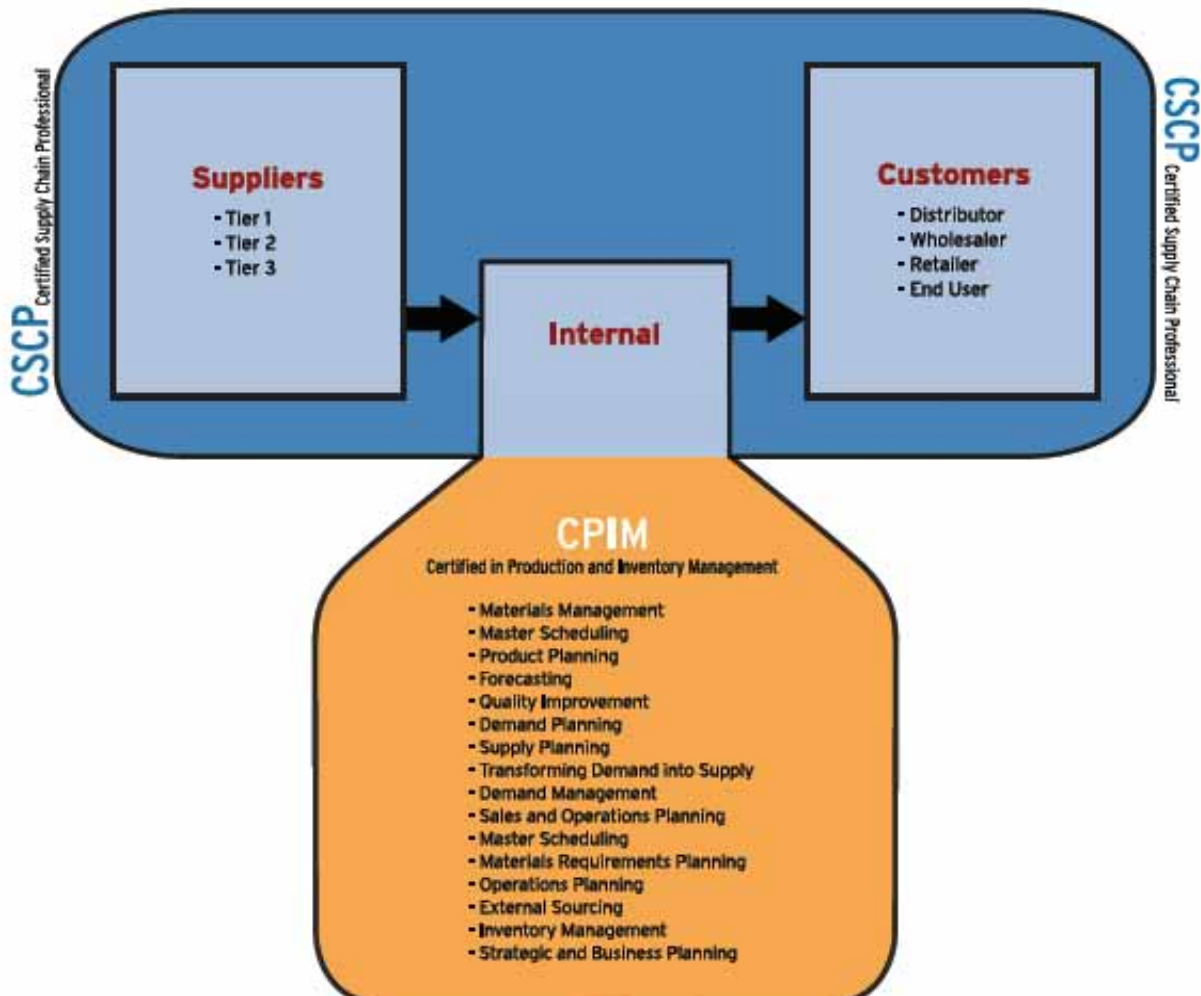 CSCP Certified Supply Chain Professional
Suppliers
- Tier 1
- Tier 2
- Tier 3
Internal
Customers
- Distributor
- Wholesaler
- Retailer
- End User
CSCP Certified Supply Chain Professional
CPIM
Certified in Production and Inventory Management
- Materials Management
- Master Scheduling
- Product Planning
- Forecasting
- Quality Improvement
- Demand Planning
- Supply Planning
- Transforming Demand into Supply
- Demand Management
- Sales and Operations Planning
- Master Scheduling
- Materials Requirements Planning
- Operations Planning
- External Sourcing
- Inventory Management
- Strategic and Business Planning